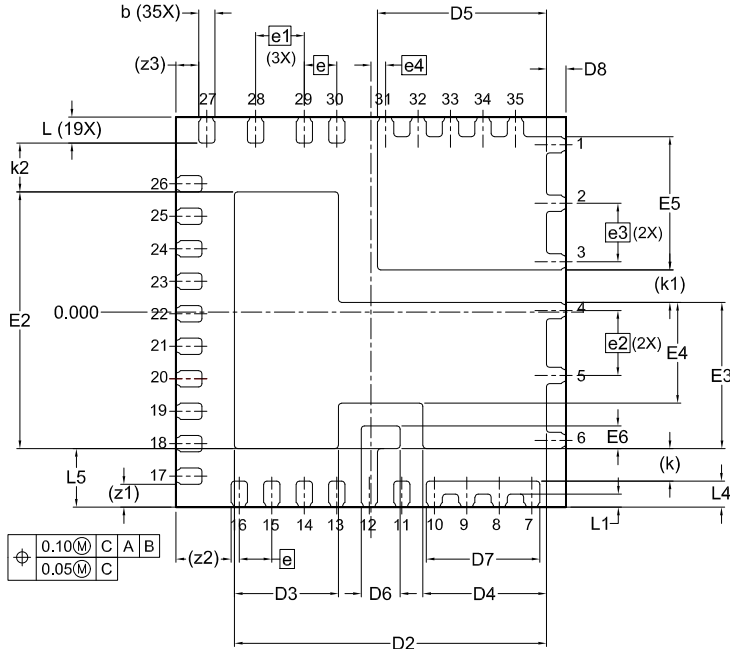 b (35X)
e1
D5
(3X)
e
e4
D8
(z3)
27
28
29
30
31
32
33
34
35
L (19X)
1
k2
26
2
E5
25
e3 (2X)
24
3
23
(k1)
0.000
22
4
E2
21
e2 (2X)
E4
E3
20
5
19
18
6
E6
17
(k)
L5
(z1)
L4
16
15
14
13
12
11
10
9
8
7
L1
0.10Ⓜ C A B
0.05Ⓜ C
(z2)
e
D7
D3
D6
D4
D2